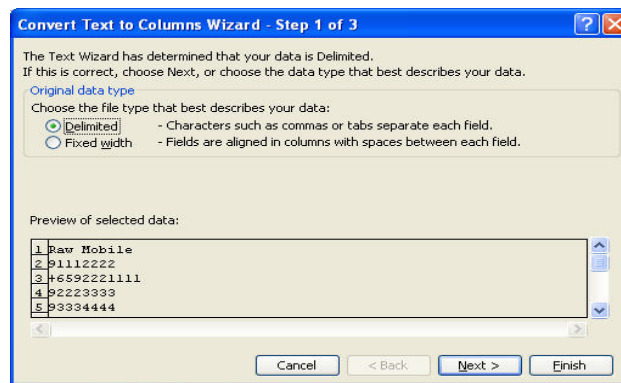 Convert Text to Columns Wizard - Step 1 of 3
The Text Wizard has determined that your data is Delimited.
If this is correct, choose Next, or choose the data type that best describes your data.
Original data type
Choose the file type that best describes your data:
Delimited - Characters such as commas or tabs separate each field.
Fixed width - Fields are aligned in columns with spaces between each field.
Preview of selected data:
1 Raw Mobile
2 91112222
3 +6592221111
4 92223333
5 93334444
Cancel < Back Next > Finish